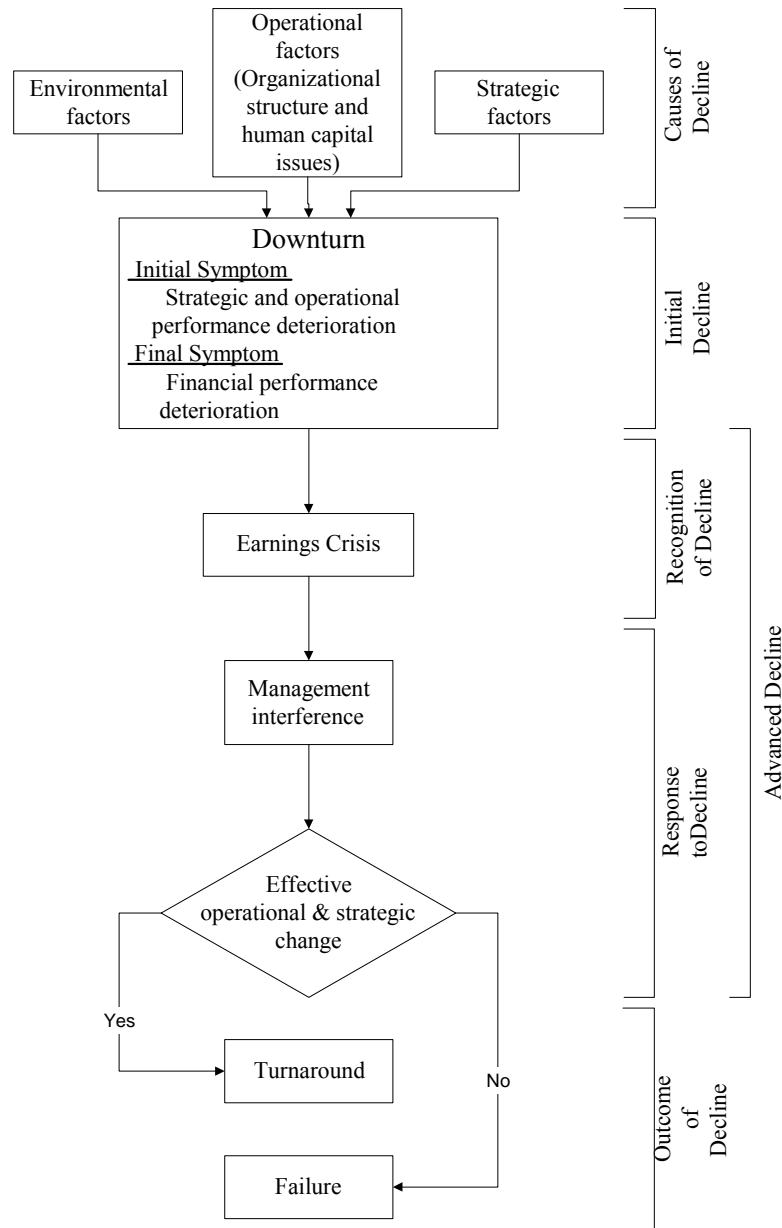 Environmental
factors
Operational
factors
(Organizational
structure and
human capital
issues)
Strategic
factors
Causes of
Decline
Downturn
Initial Symptom
Strategic and operational
performance deterioration
Final Symptom
Financial performance
deterioration
Initial
Decline
Earnings Crisis
Recognition
of Decline
Management
interference
Effective
operational & strategic
change
Response
toDecline
Advanced Decline
Yes
No
Turnaround
Failure
Outcome
of
Decline